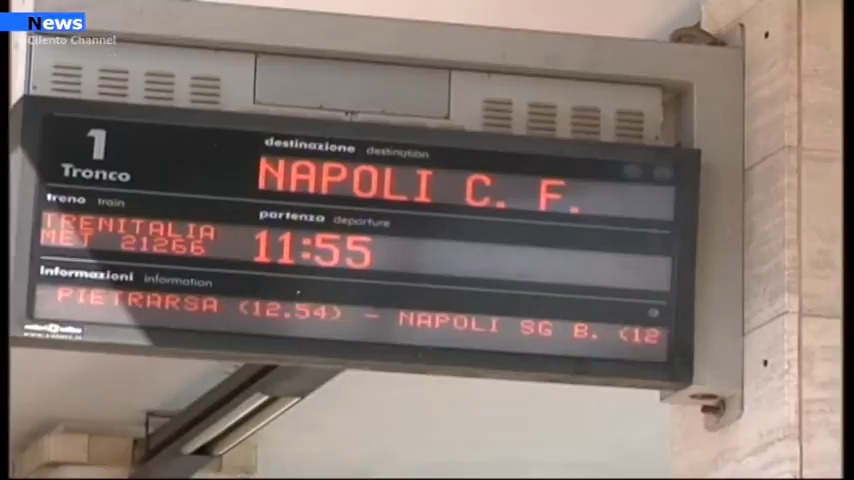 News
Cilento Channel
1
Tronco
destinazione destination
NAPOLI C. F.
treno train
partenza departure
TRENITALIA
MET 21266
11:55
Informazioni information
PIETRARSA (12.54) - NAPOLI SG B. (12